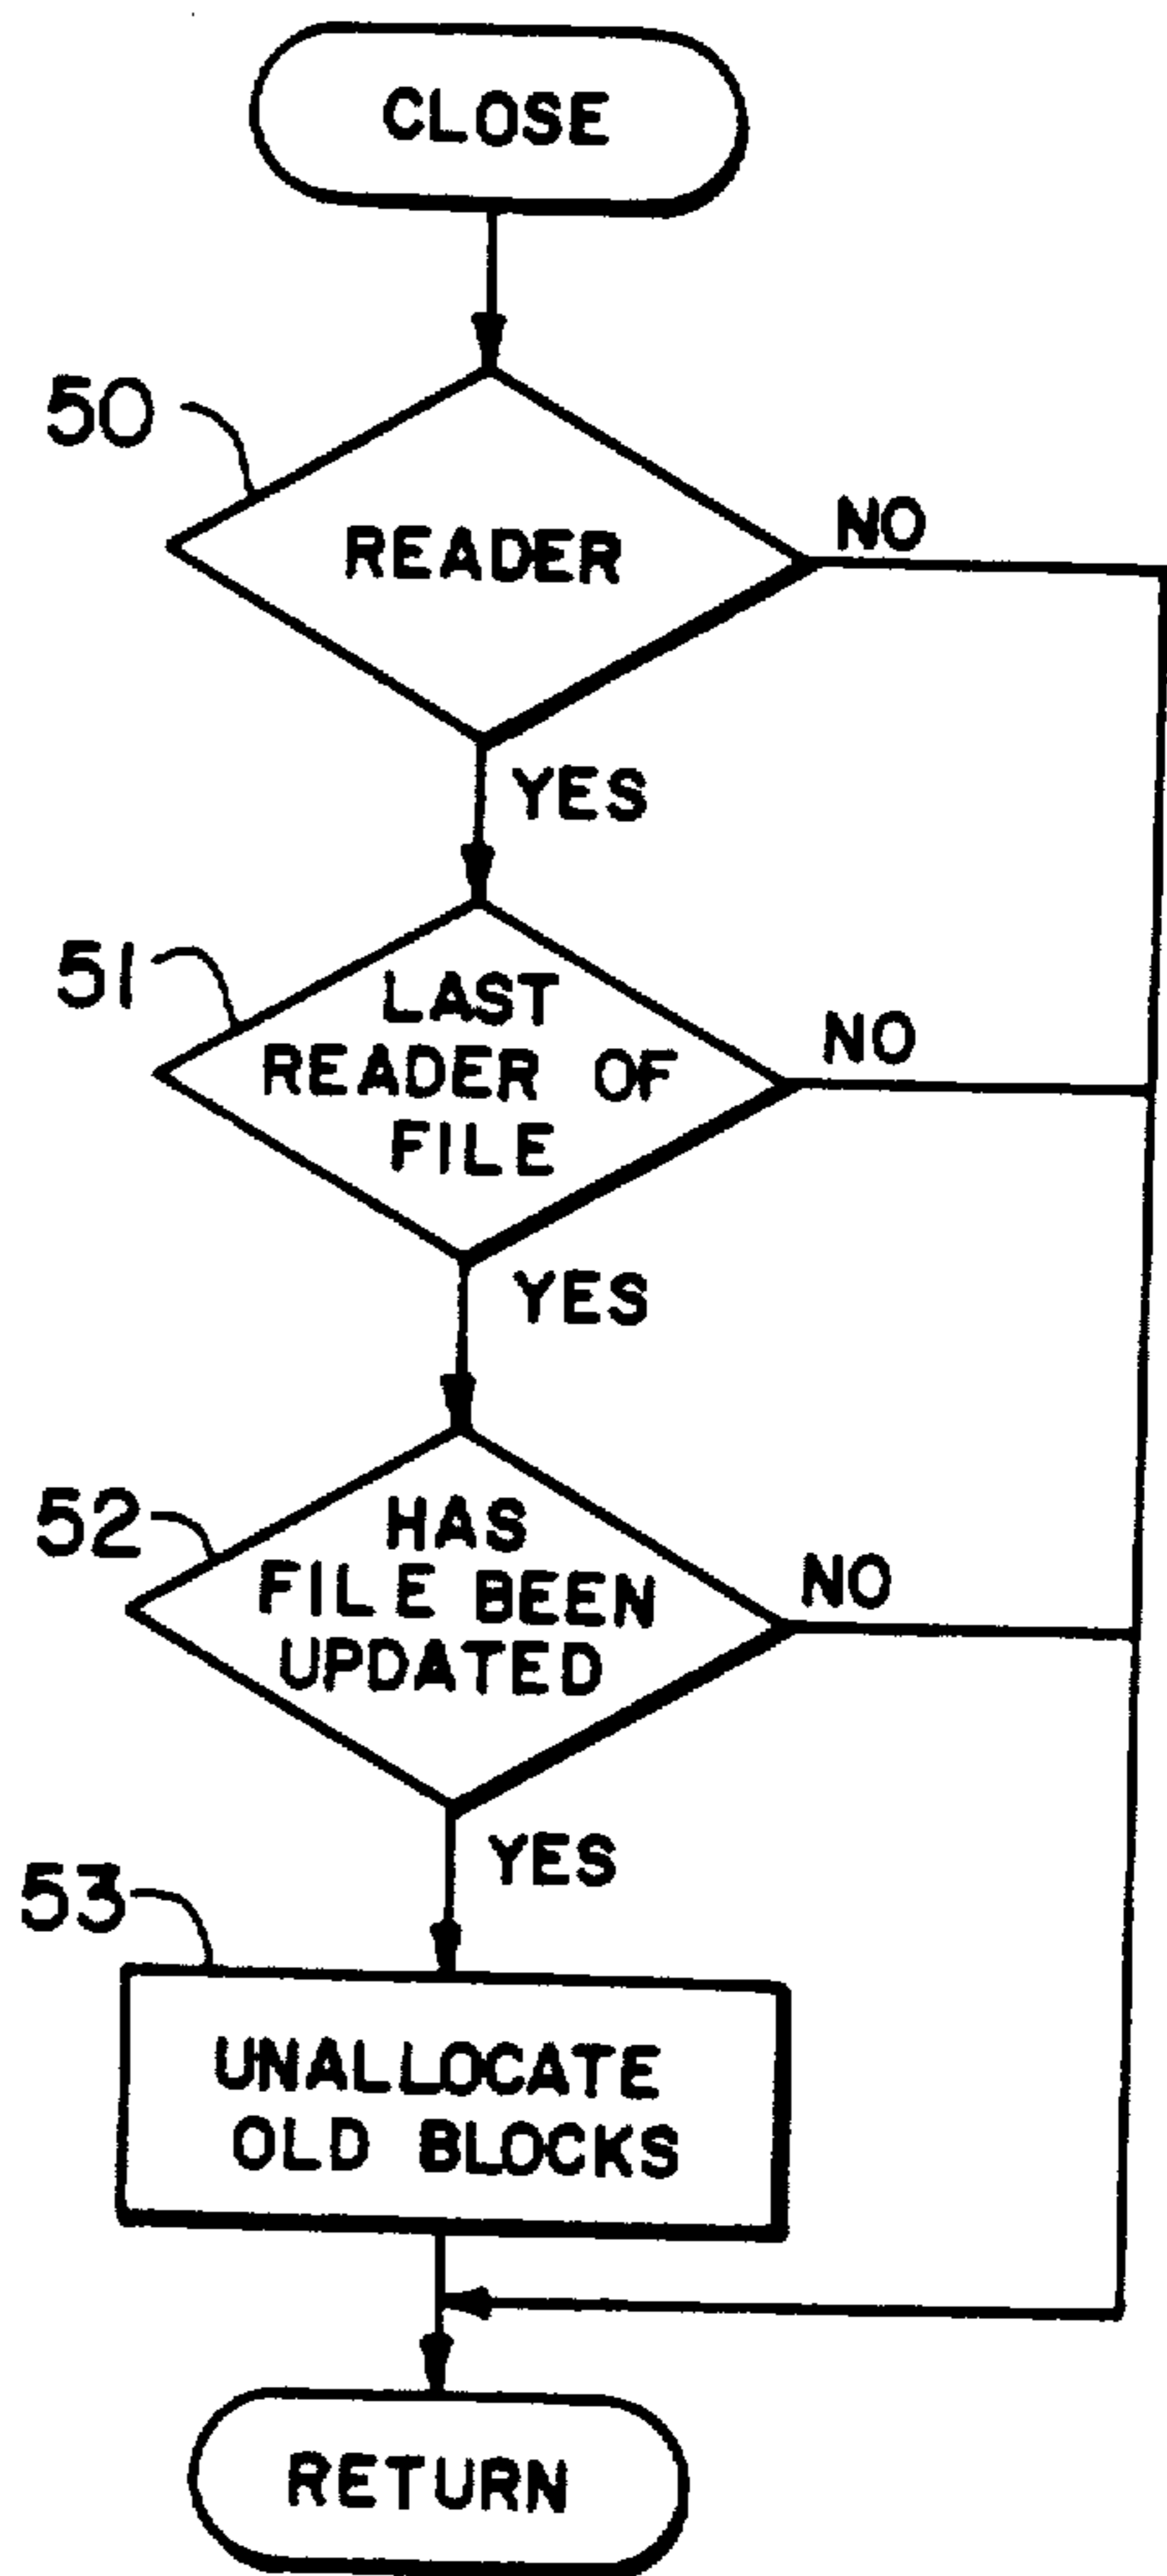 CLOSE
50
READER
NO
YES
51
LAST
READER OF
FILE
NO
YES
52
HAS
FILE BEEN
UPDATED
NO
YES
53
UNALLOCATE
OLD BLOCKS
RETURN